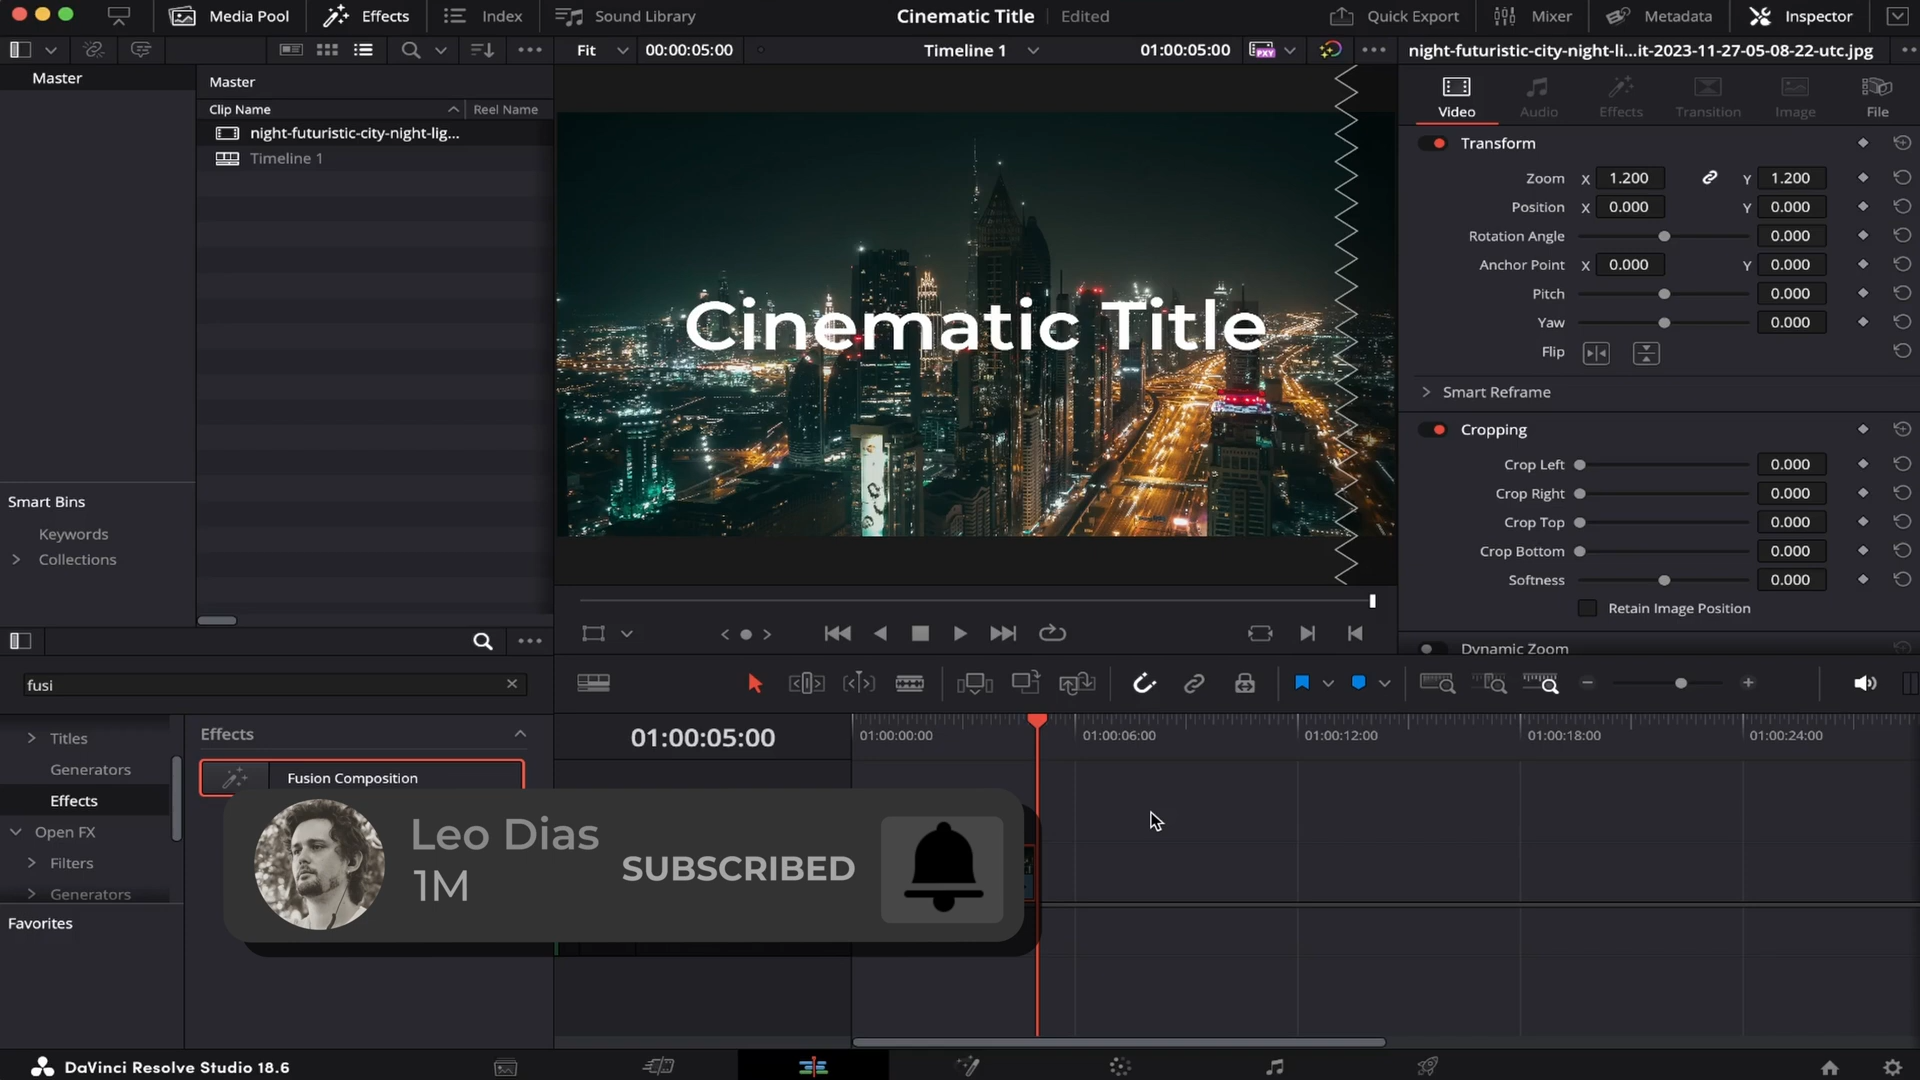 Media Pool
Effects
Index
Sound Library
Cinematic Title
Edited
Quick Export
Mixer
Metadata
Inspector
Fit
00:00:05:00
Timeline 1
01:00:05:00
PXY
night-futuristic-city-night-li...it-2023-11-27-05-08-22-utc.jpg
Master
Master
Clip Name
Reel Name
night-futuristic-city-night-lig...
Timeline 1
Smart Bins
Keywords
Collections
Cinematic Title
Video
Audio
Effects
Transition
Image
File
Transform
Zoom X 1.200 Y 1.200
Position X 0.000 Y 0.000
Rotation Angle 0.000
Anchor Point X 0.000 Y 0.000
Pitch 0.000
Yaw 0.000
Flip
Smart Reframe
Cropping
Crop Left 0.000
Crop Right 0.000
Crop Top 0.000
Crop Bottom 0.000
Softness 0.000
Retain Image Position
Dynamic Zoom
fusi
Titles
Generators
Effects
Open FX
Filters
Generators
Favorites
Effects
Fusion Composition
01:00:05:00
01:00:00:00
01:00:06:00
01:00:12:00
01:00:18:00
01:00:24:00
Leo Dias
1M
SUBSCRIBED
DaVinci Resolve Studio 18.6